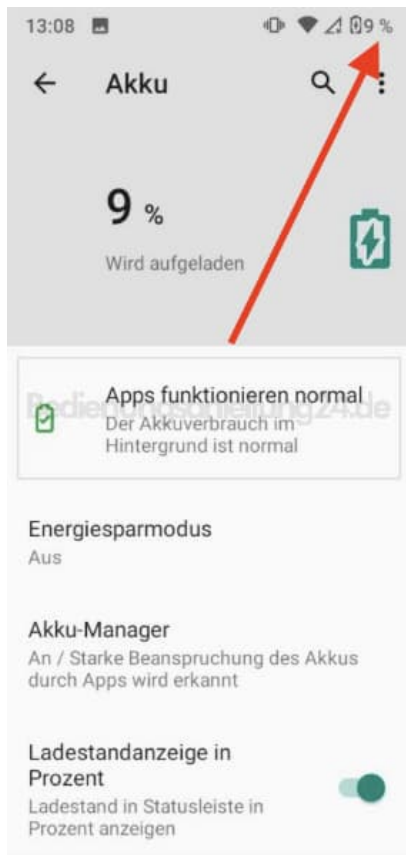 13:08 9 %
Akku
9 %
Wird aufgeladen
Apps funktionieren normal
Der Akkuverbrauch im
Hintergrund ist normal
Bedienungsanleitung24.de
Energiesparmodus
Aus
Akku-Manager
An / Starke Beanspruchung des Akkus
durch Apps wird erkannt
Ladestandanzeige in
Prozent
Ladestand in Statusleiste in
Prozent anzeigen